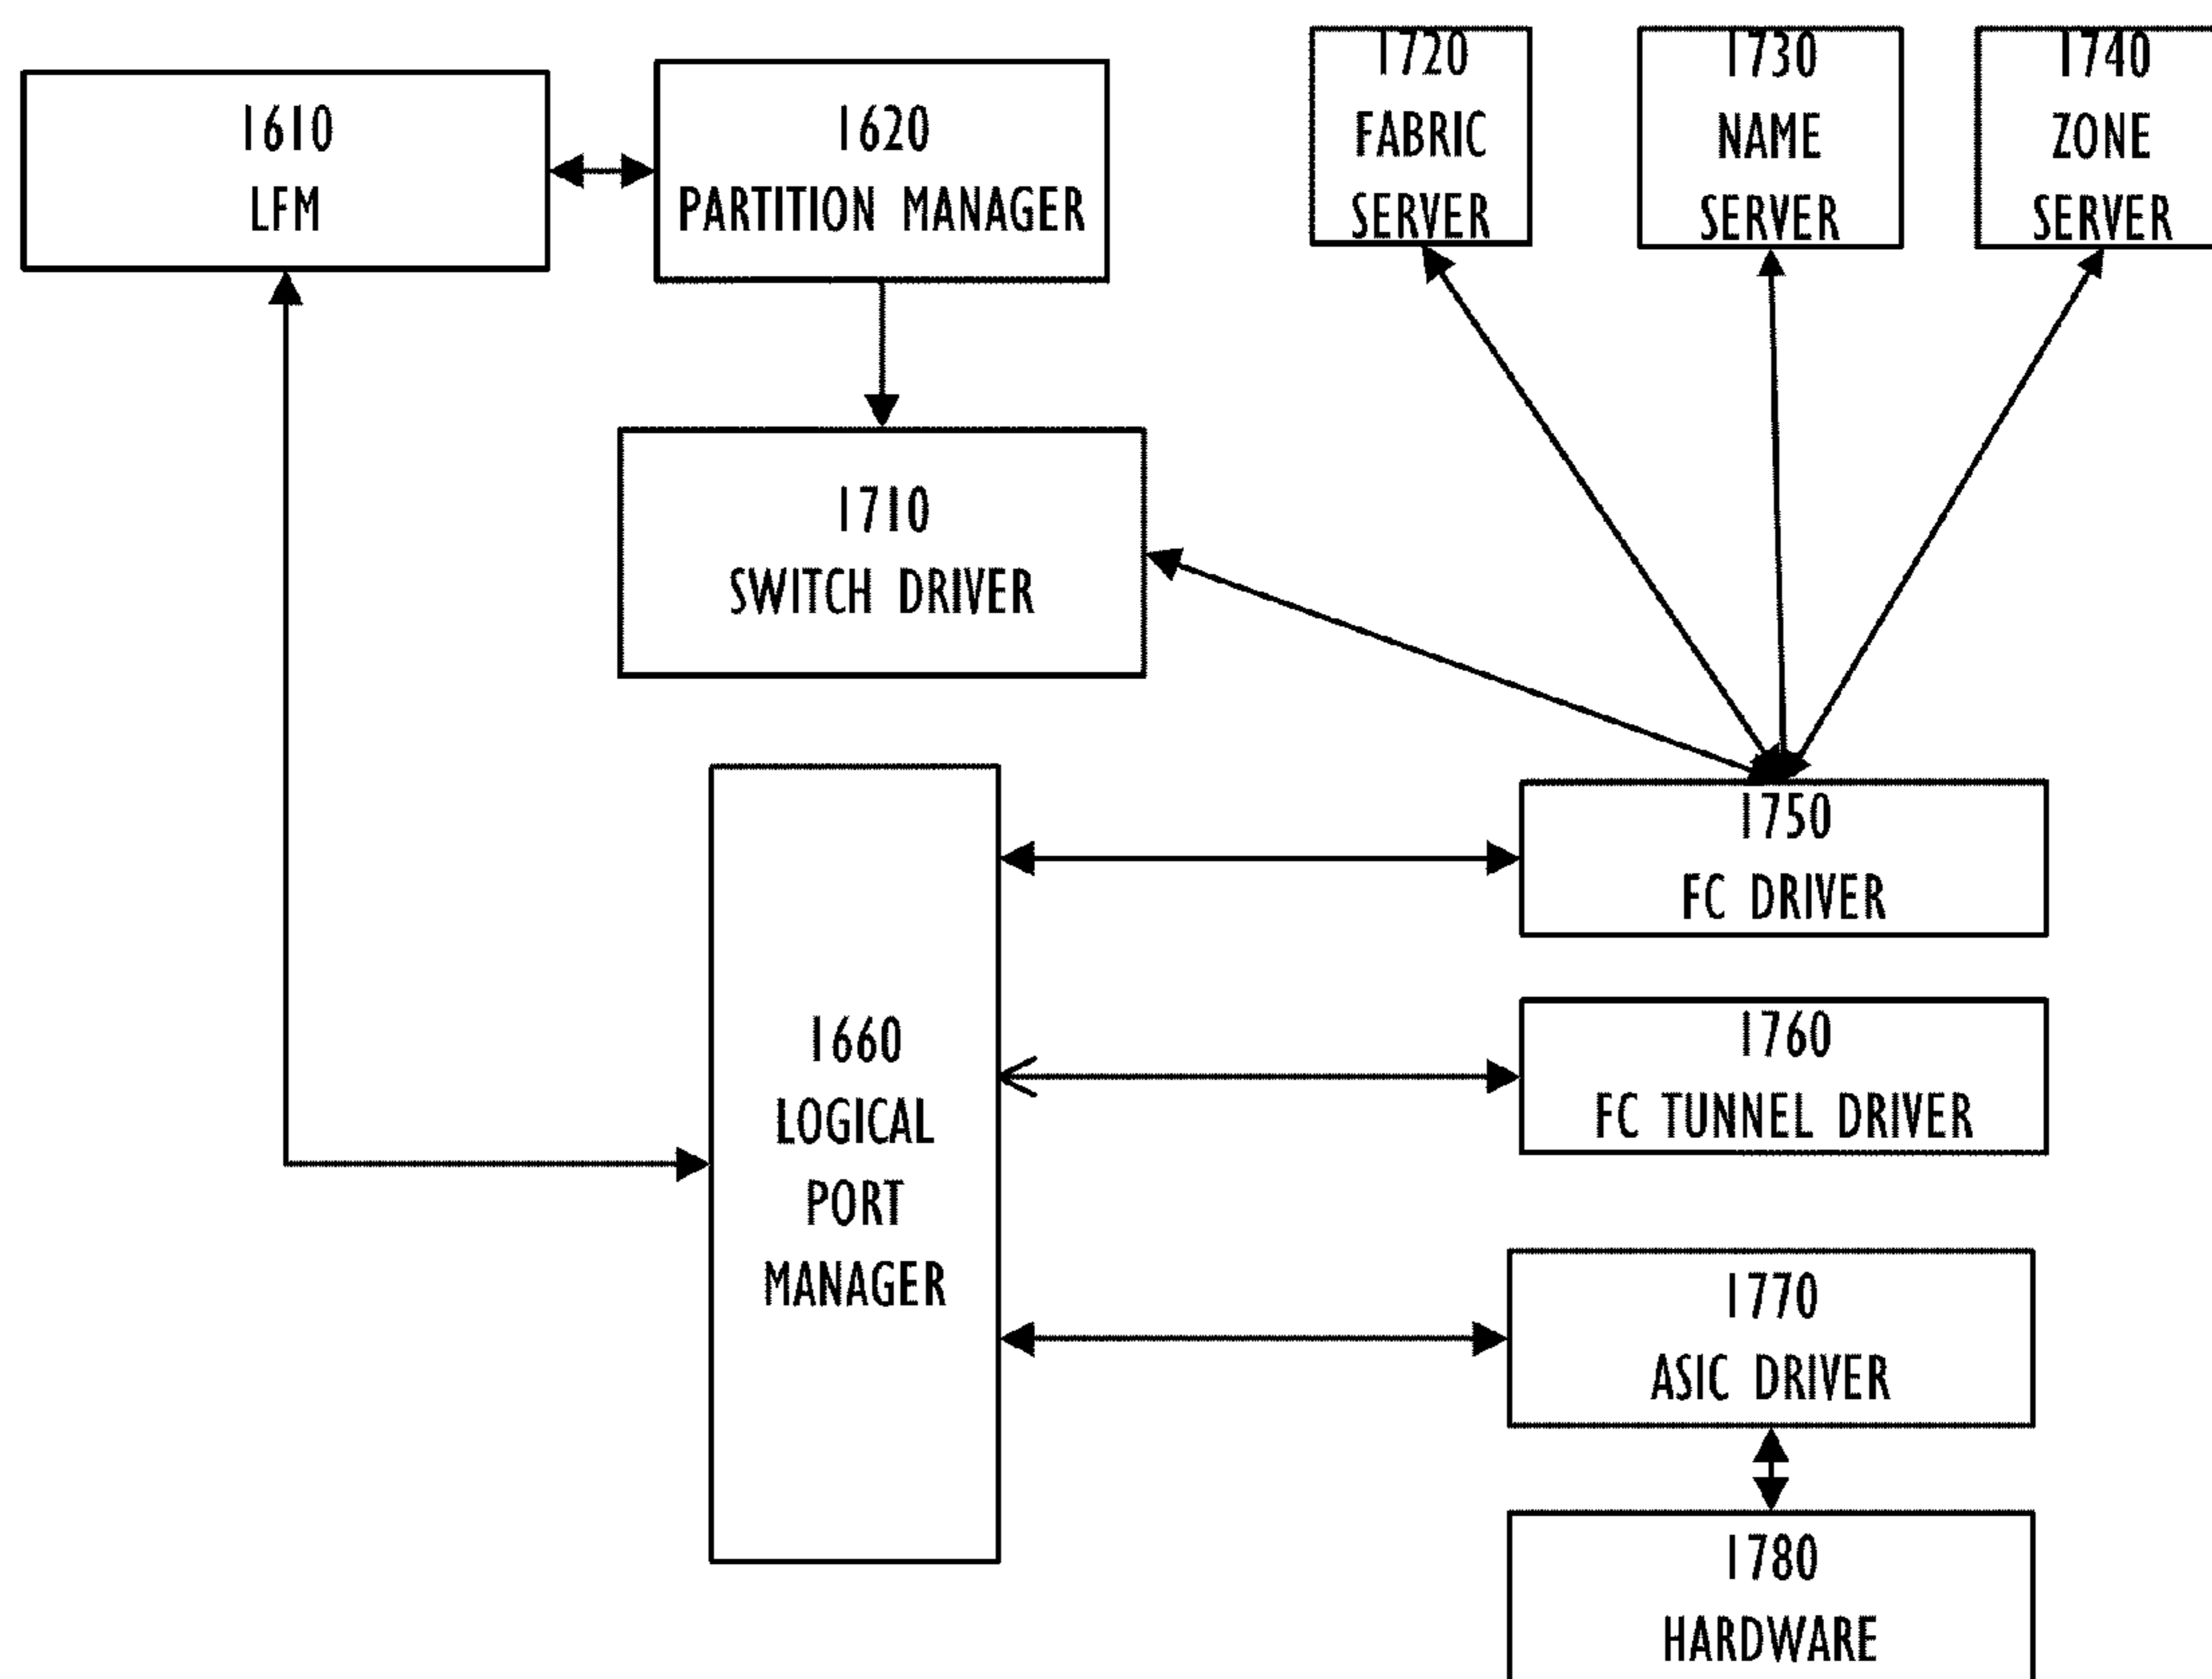 1610
LFM
1620
PARTITION MANAGER
1720
FABRIC
SERVER
1730
NAME
SERVER
1740
ZONE
SERVER
1710
SWITCH DRIVER
1750
FC DRIVER
1660
LOGICAL
PORT
MANAGER
1760
FC TUNNEL DRIVER
1770
ASIC DRIVER
1780
HARDWARE